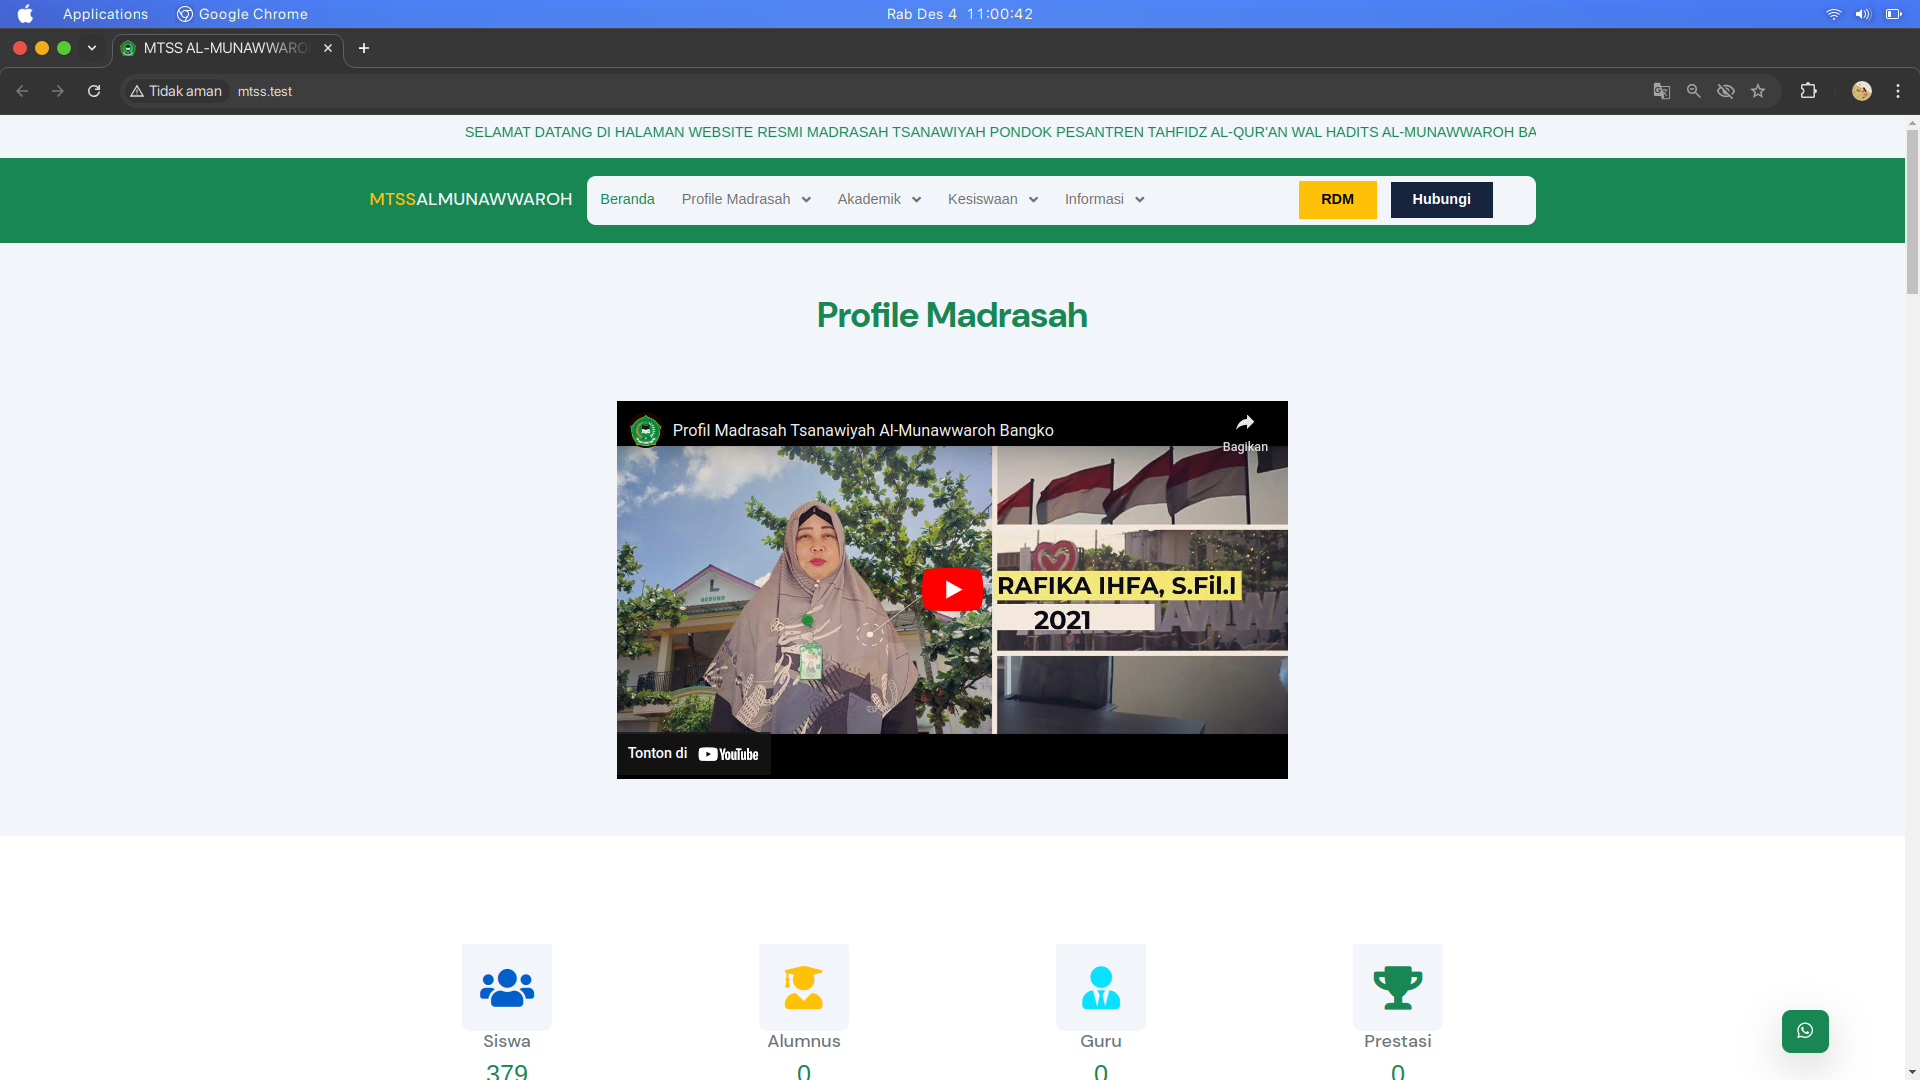 Applications Google Chrome Rab Des 4 11:00:42
MTSS AL-MUNAWWARO
Tidak aman mtss.test
SELAMAT DATANG DI HALAMAN WEBSITE RESMI MADRASAH TSANAWIYAH PONDOK PESANTREN TAHFIDZ AL-QUR'AN WAL HADITS AL-MUNAWWAROH BA
MTSSALMUNAWWAROH Beranda Profile Madrasah Akademik Kesiswaan Informasi RDM Hubungi
Profile Madrasah
Profil Madrasah Tsanawiyah Al-Munawwaroh Bangko
Bagikan
L
GEDUNG
RAFIKA IHFA, S.Fil.I
2021
Tonton di YouTube
Siswa Alumnus Guru Prestasi
379 0 0 0